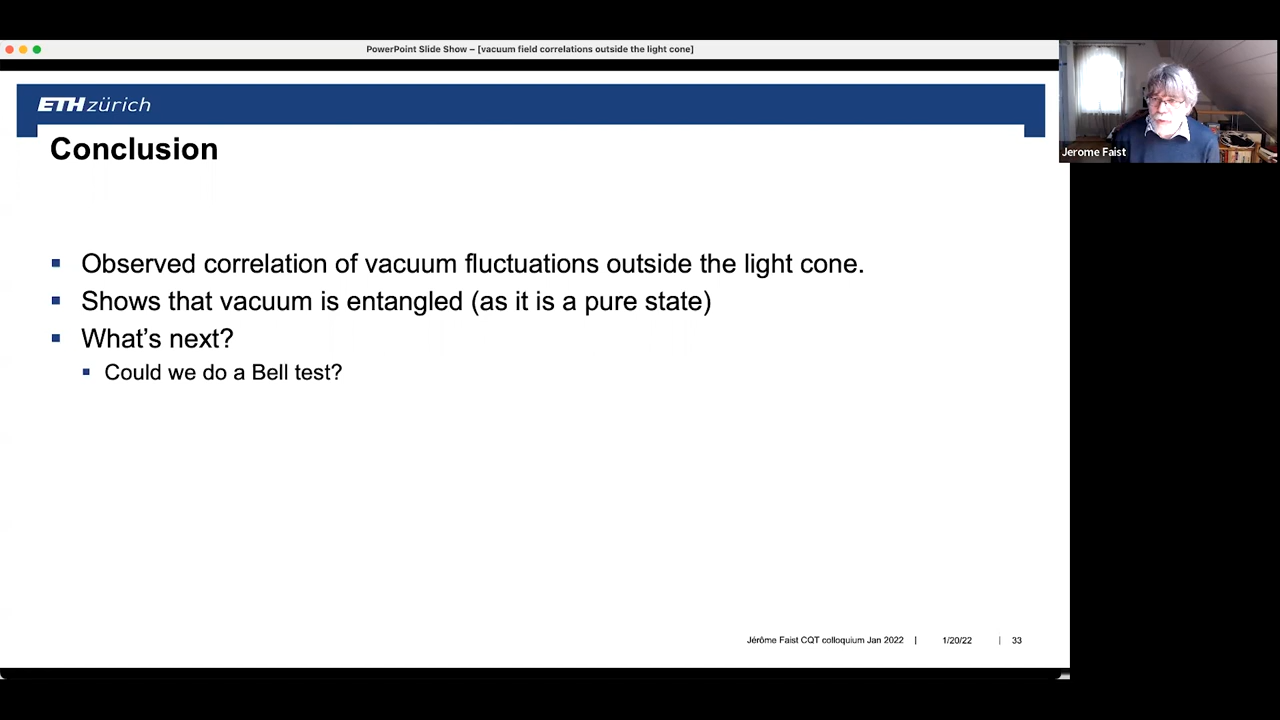 PowerPoint Slide Show – [vacuum field correlations outside the light cone]
ETH zürich
Conclusion
Jerome Faist
▪ Observed correlation of vacuum fluctuations outside the light cone.
▪ Shows that vacuum is entangled (as it is a pure state)
▪ What's next?
▪ Could we do a Bell test?
Jérôme Faist CQT colloquium Jan 2022 | 1/20/22 | 33